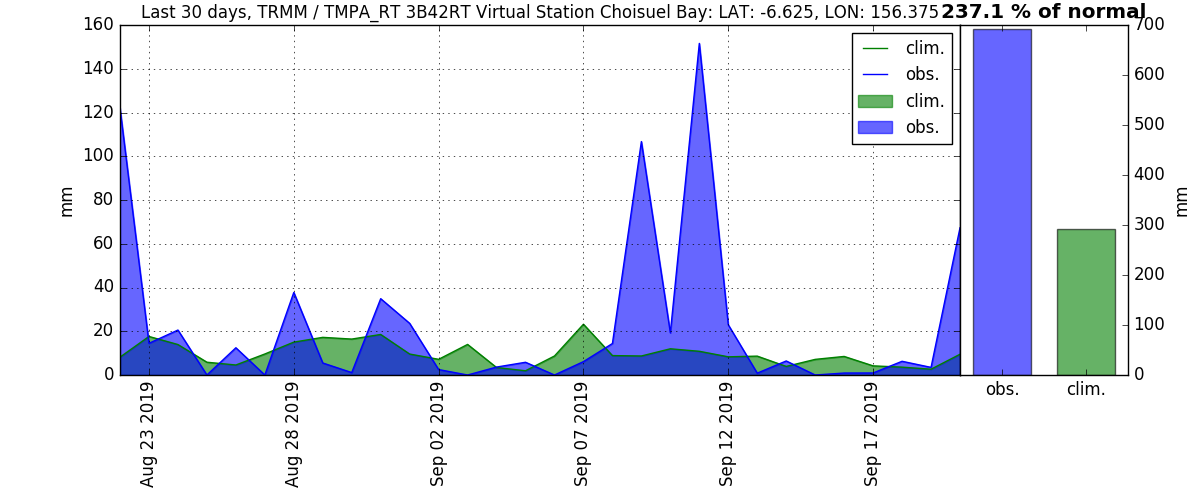 Last 30 days, TRMM / TMPA_RT 3B42RT Virtual Station Choisuel Bay: LAT: -6.625, LON: 156.375 237.1 % of normal
160
140
120
100
80
60
40
20
0
mm
clim.
obs.
clim.
obs.
Aug 23 2019
Aug 28 2019
Sep 02 2019
Sep 07 2019
Sep 12 2019
Sep 17 2019
700
600
500
400
300
200
100
0
mm
obs. clim.